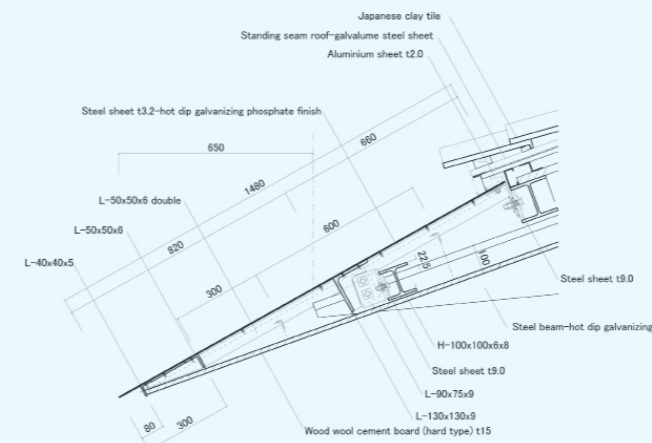 Japanese clay tile
Standing seam roof-galvalume steel sheet
Aluminium sheet t2.0
Steel sheet t3.2-hot dip galvanizing phosphate finish
650
660
1480
L-50x50x6 double
820
600
L-50x50x6
L-40x40x5
300
225
100
Steel sheet t9.0
Steel beam-hot dip galvanizing
H-100x100x6x8
Steel sheet t9.0
L-90x75x9
L-130x130x9
80
300
Wood wool cement board (hard type) t15